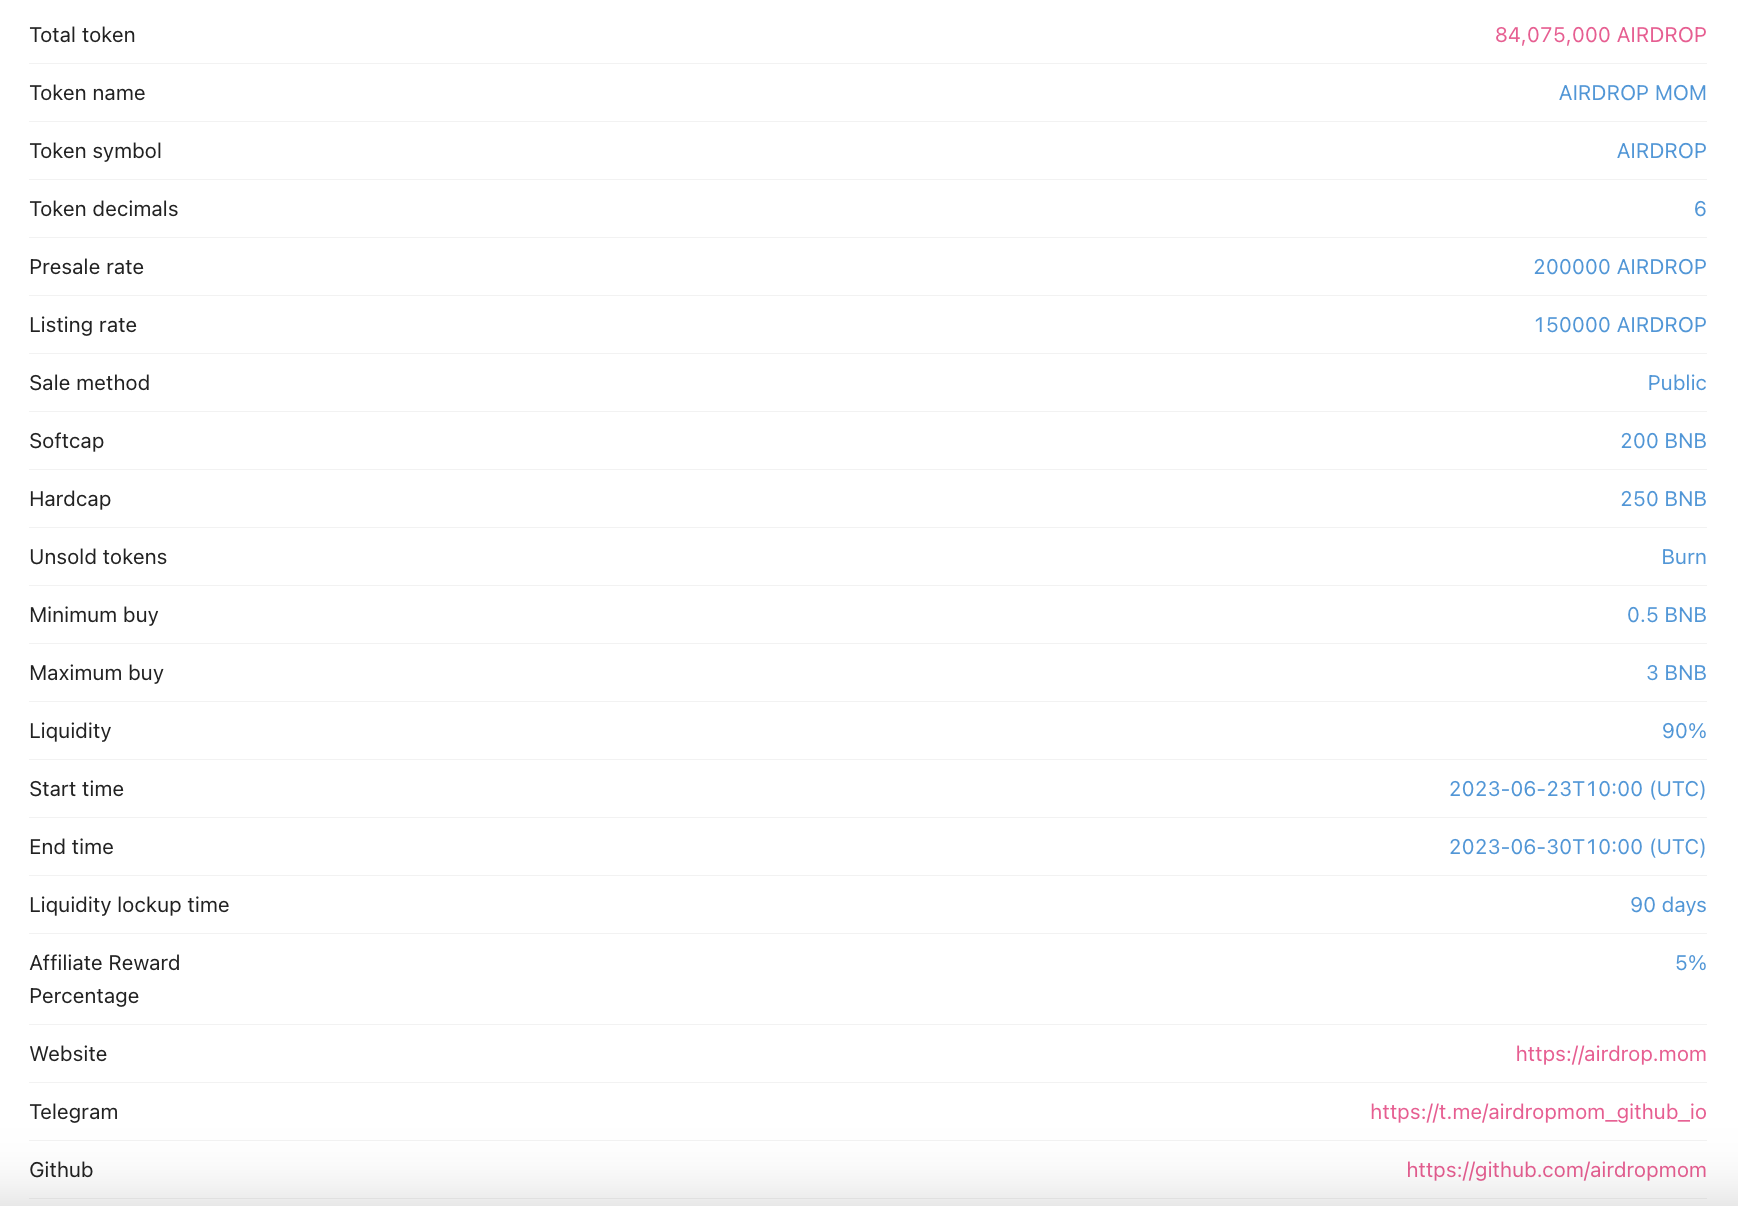 Total token 84,075,000 AIRDROP
Token name AIRDROP MOM
Token symbol AIRDROP
Token decimals 6
Presale rate 200000 AIRDROP
Listing rate 150000 AIRDROP
Sale method Public
Softcap 200 BNB
Hardcap 250 BNB
Unsold tokens Burn
Minimum buy 0.5 BNB
Maximum buy 3 BNB
Liquidity 90%
Start time 2023-06-23T10:00 (UTC)
End time 2023-06-30T10:00 (UTC)
Liquidity lockup time 90 days
Affiliate Reward 5%
Percentage
Website https://airdrop.mom
Telegram https://t.me/airdropmom_github_io
Github https://github.com/airdropmom